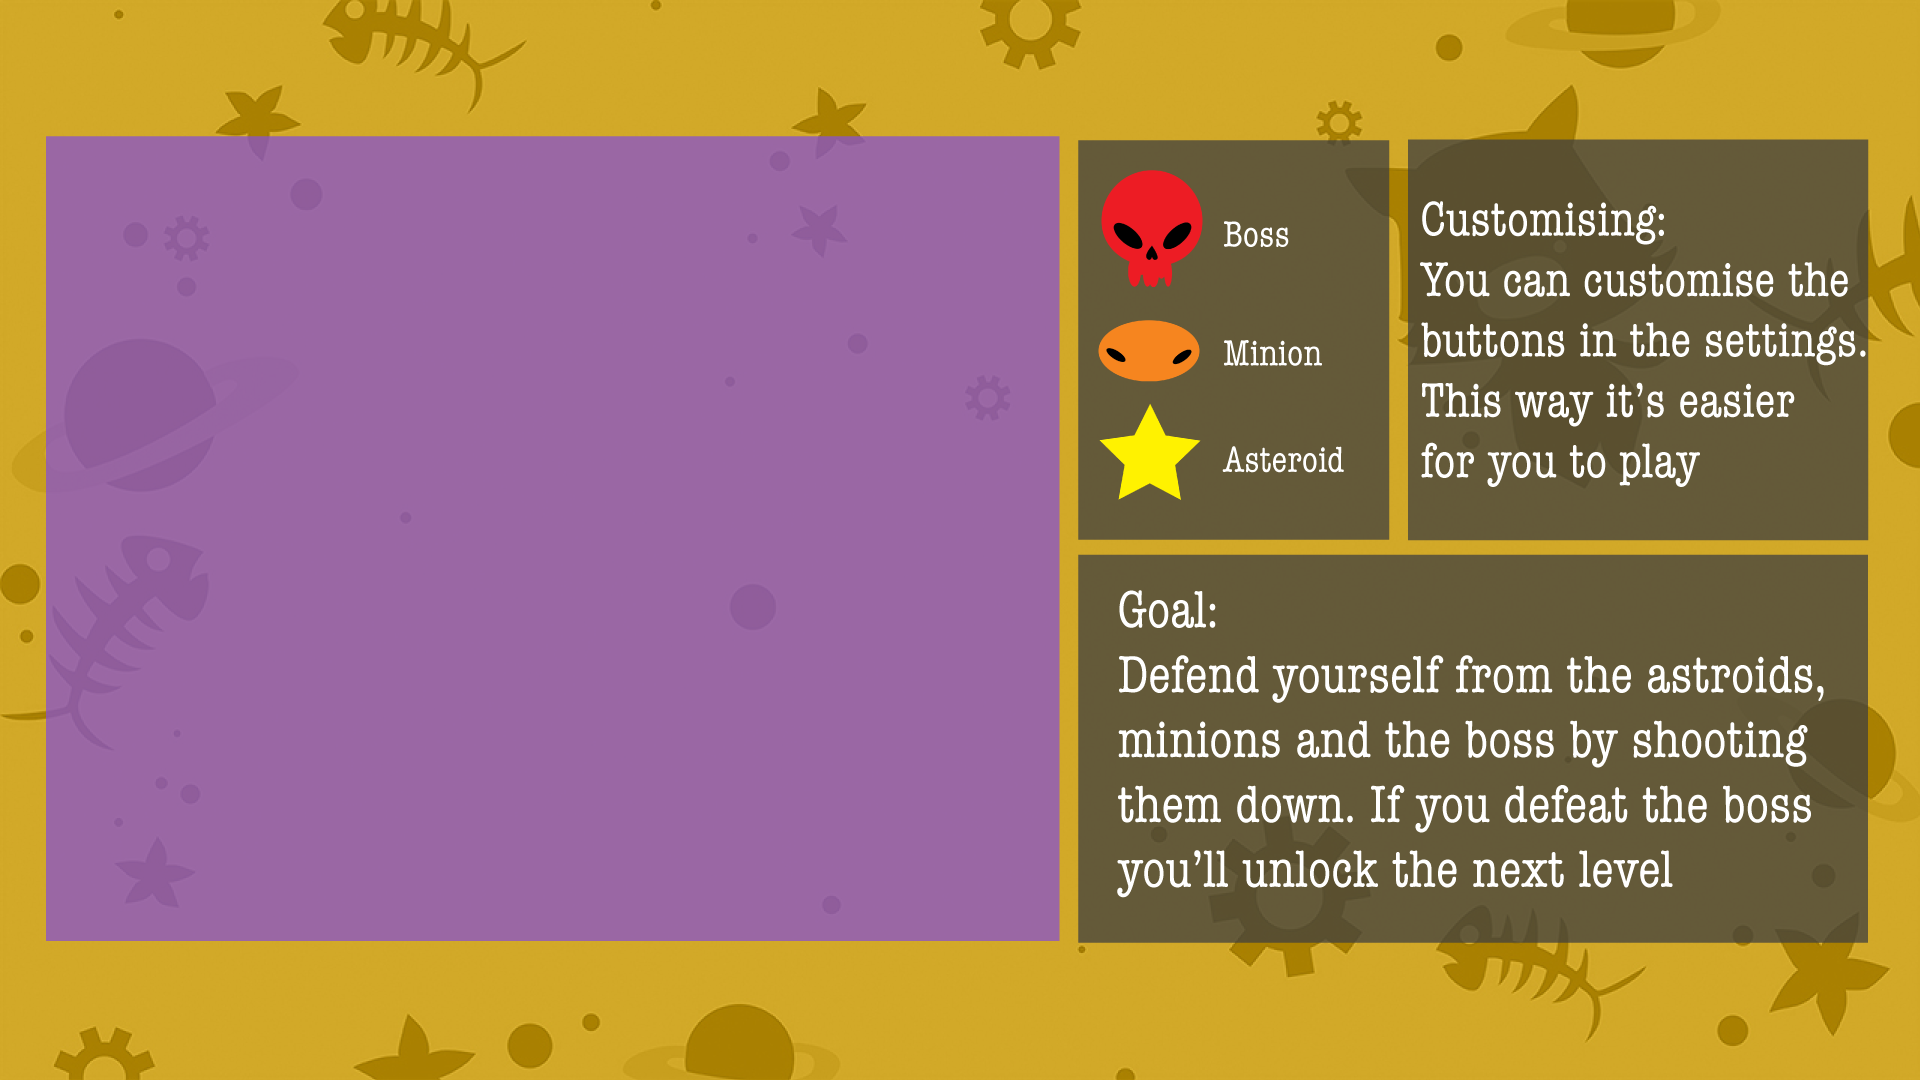 Boss
Minion
Asteroid
Customising:
You can customise the
buttons in the settings.
This way it’s easier
for you to play
Goal:
Defend yourself from the astroids,
minions and the boss by shooting
them down. If you defeat the boss
you’ll unlock the next level